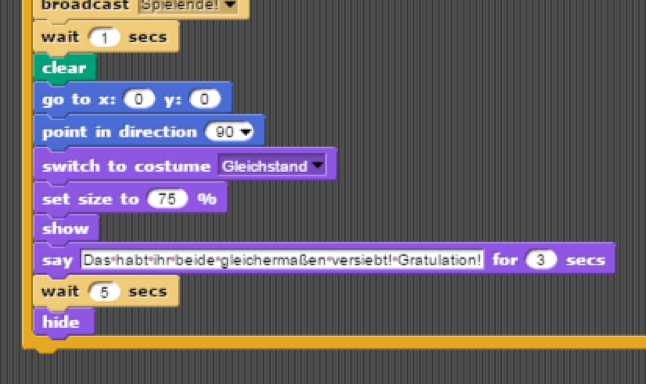 broadcast Spielende!
wait 1 secs
clear
go to x: 0 y: 0
point in direction 90
switch to costume Gleichstand
set size to 75 %
show
say Das habt ihr beide gleichermaßen versiebt! Gratulation! for 3 secs
wait 5 secs
hide